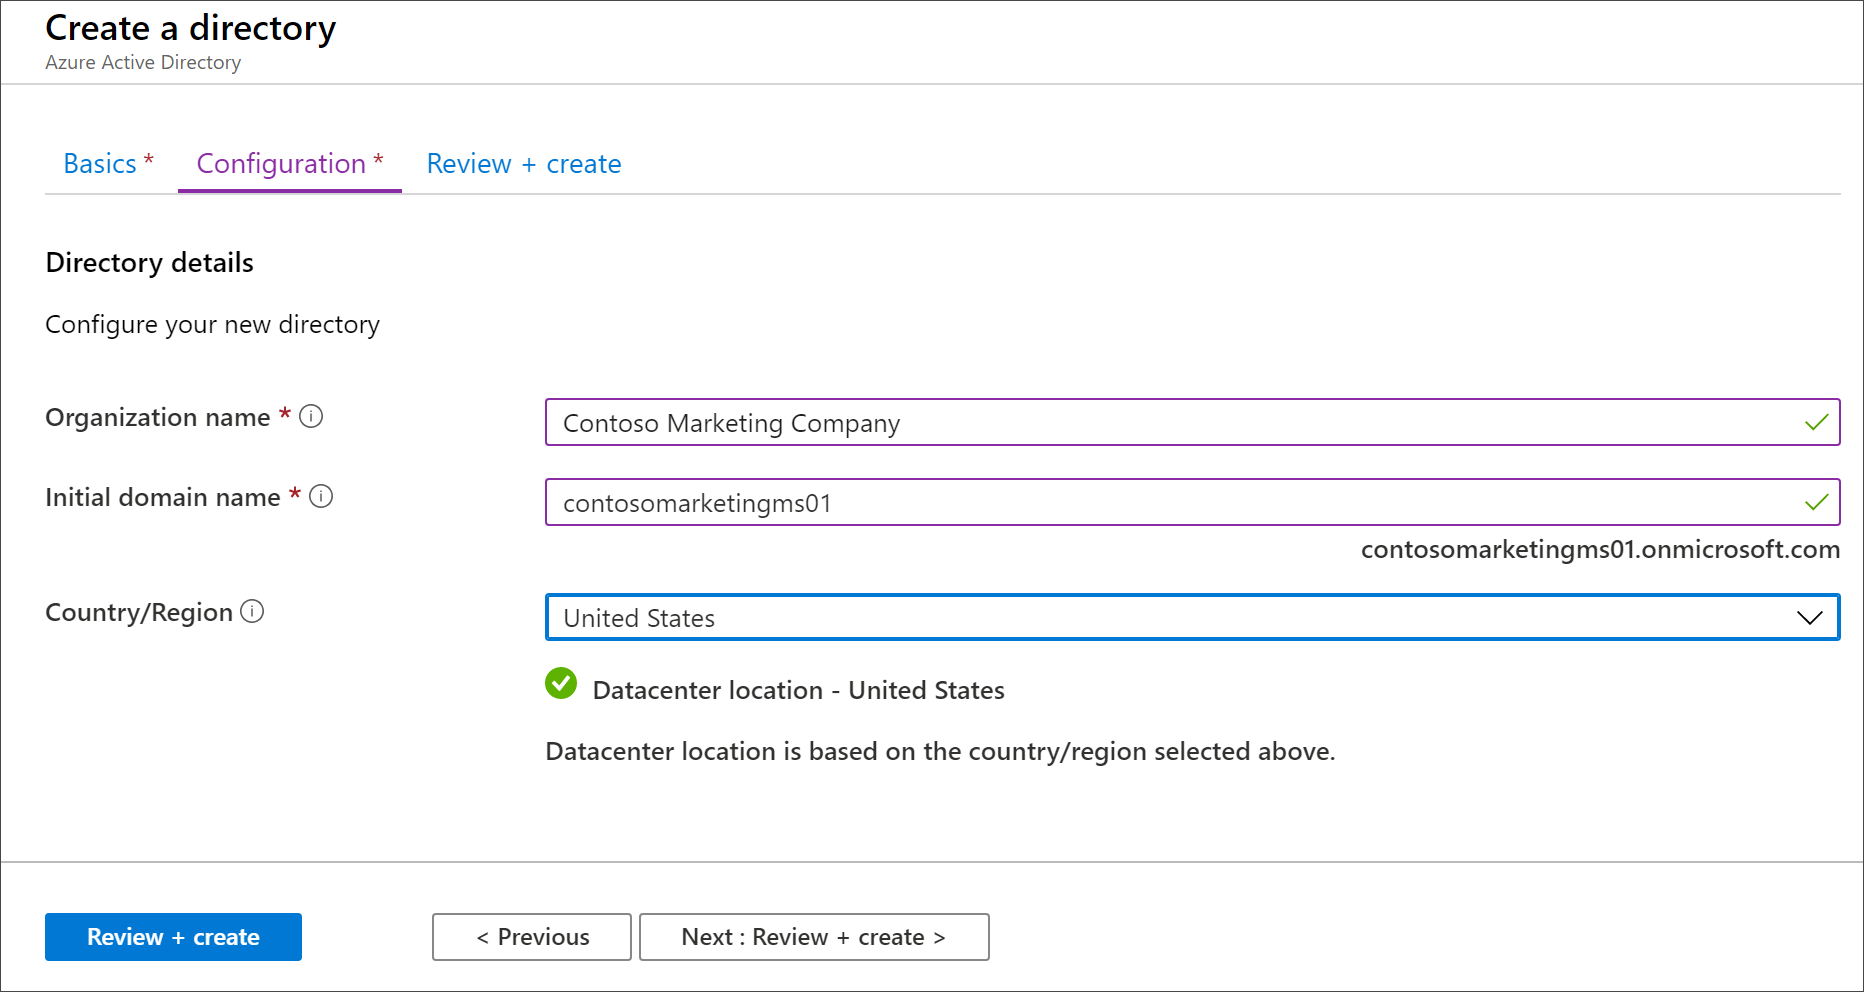 Create a directory
Azure Active Directory
Basics * Configuration * Review + create
Directory details
Configure your new directory
Organization name * Contoso Marketing Company
Initial domain name * contosomarketingms01
contosomarketingms01.onmicrosoft.com
Country/Region United States
Datacenter location - United States
Datacenter location is based on the country/region selected above.
Review + create < Previous Next : Review + create >